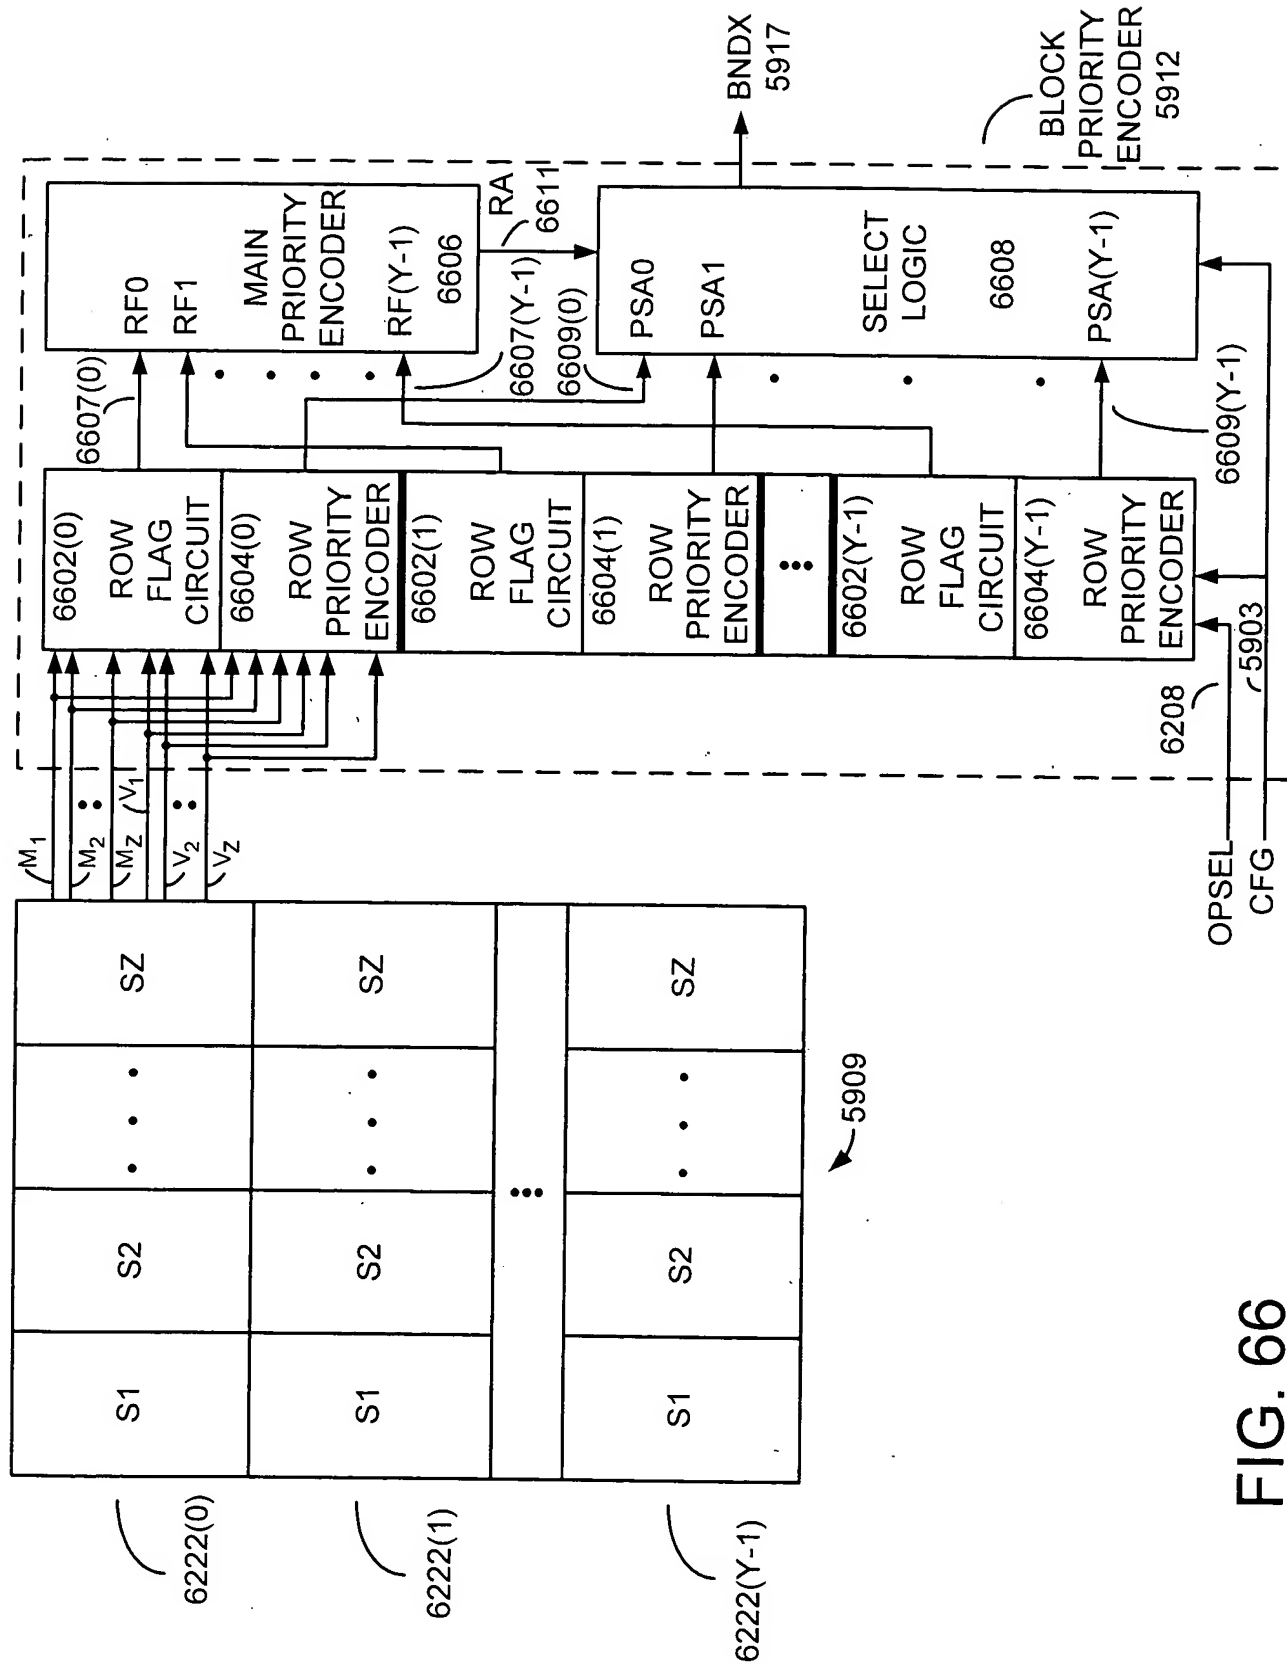 6222(0)
6222(1)
6222(Y-1)
S1
S2
SZ
S1
S2
SZ
S1
S2
SZ
5909
M1
M2
MZ
V1
V2
VZ
OPSEL
CFG
6208
5903
6602(0)
ROW
FLAG
CIRCUIT
6604(0)
ROW
PRIORITY
ENCODER
6602(1)
ROW
FLAG
CIRCUIT
6604(1)
ROW
PRIORITY
ENCODER
6602(Y-1)
ROW
FLAG
CIRCUIT
6604(Y-1)
ROW
PRIORITY
ENCODER
6607(0)
6607(Y-1)
6609(0)
6609(Y-1)
RF0
RF1
MAIN
PRIORITY
ENCODER
RF(Y-1)
6606
RA
6611
PSA0
PSA1
SELECT
LOGIC
6608
PSA(Y-1)
BNDX
5917
BLOCK
PRIORITY
ENCODER
5912
FIG. 66